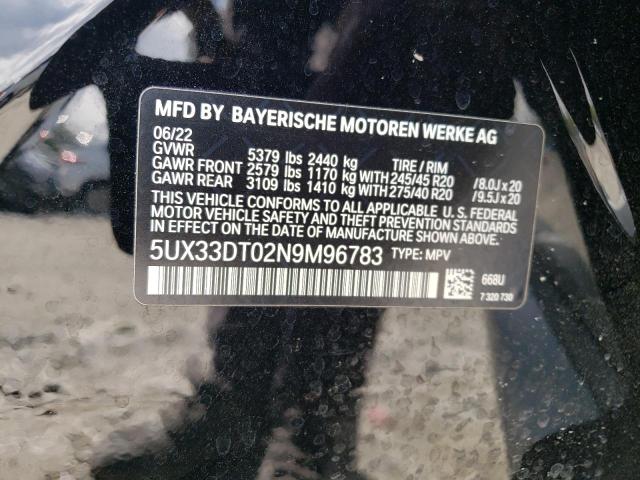 MFD BY BAYERISCHE MOTOREN WERKE AG
06/22
GVWR 5379 lbs 2440 kg TIRE / RIM
GAWR FRONT 2579 lbs 1170 kg WITH 245/45 R20 /8.0J x 20
GAWR REAR 3109 lbs 1410 kg WITH 275/40 R20 /9.5J x 20
THIS VEHICLE CONFORMS TO ALL APPLICABLE U. S. FEDERAL
MOTOR VEHICLE SAFETY STANDARDS IN EFFECT ON THE DATE OF MANUFACTURE SHOWN ABOVE.
5UX33DT02N9M96783 TYPE: MPV
668U
7 320 730